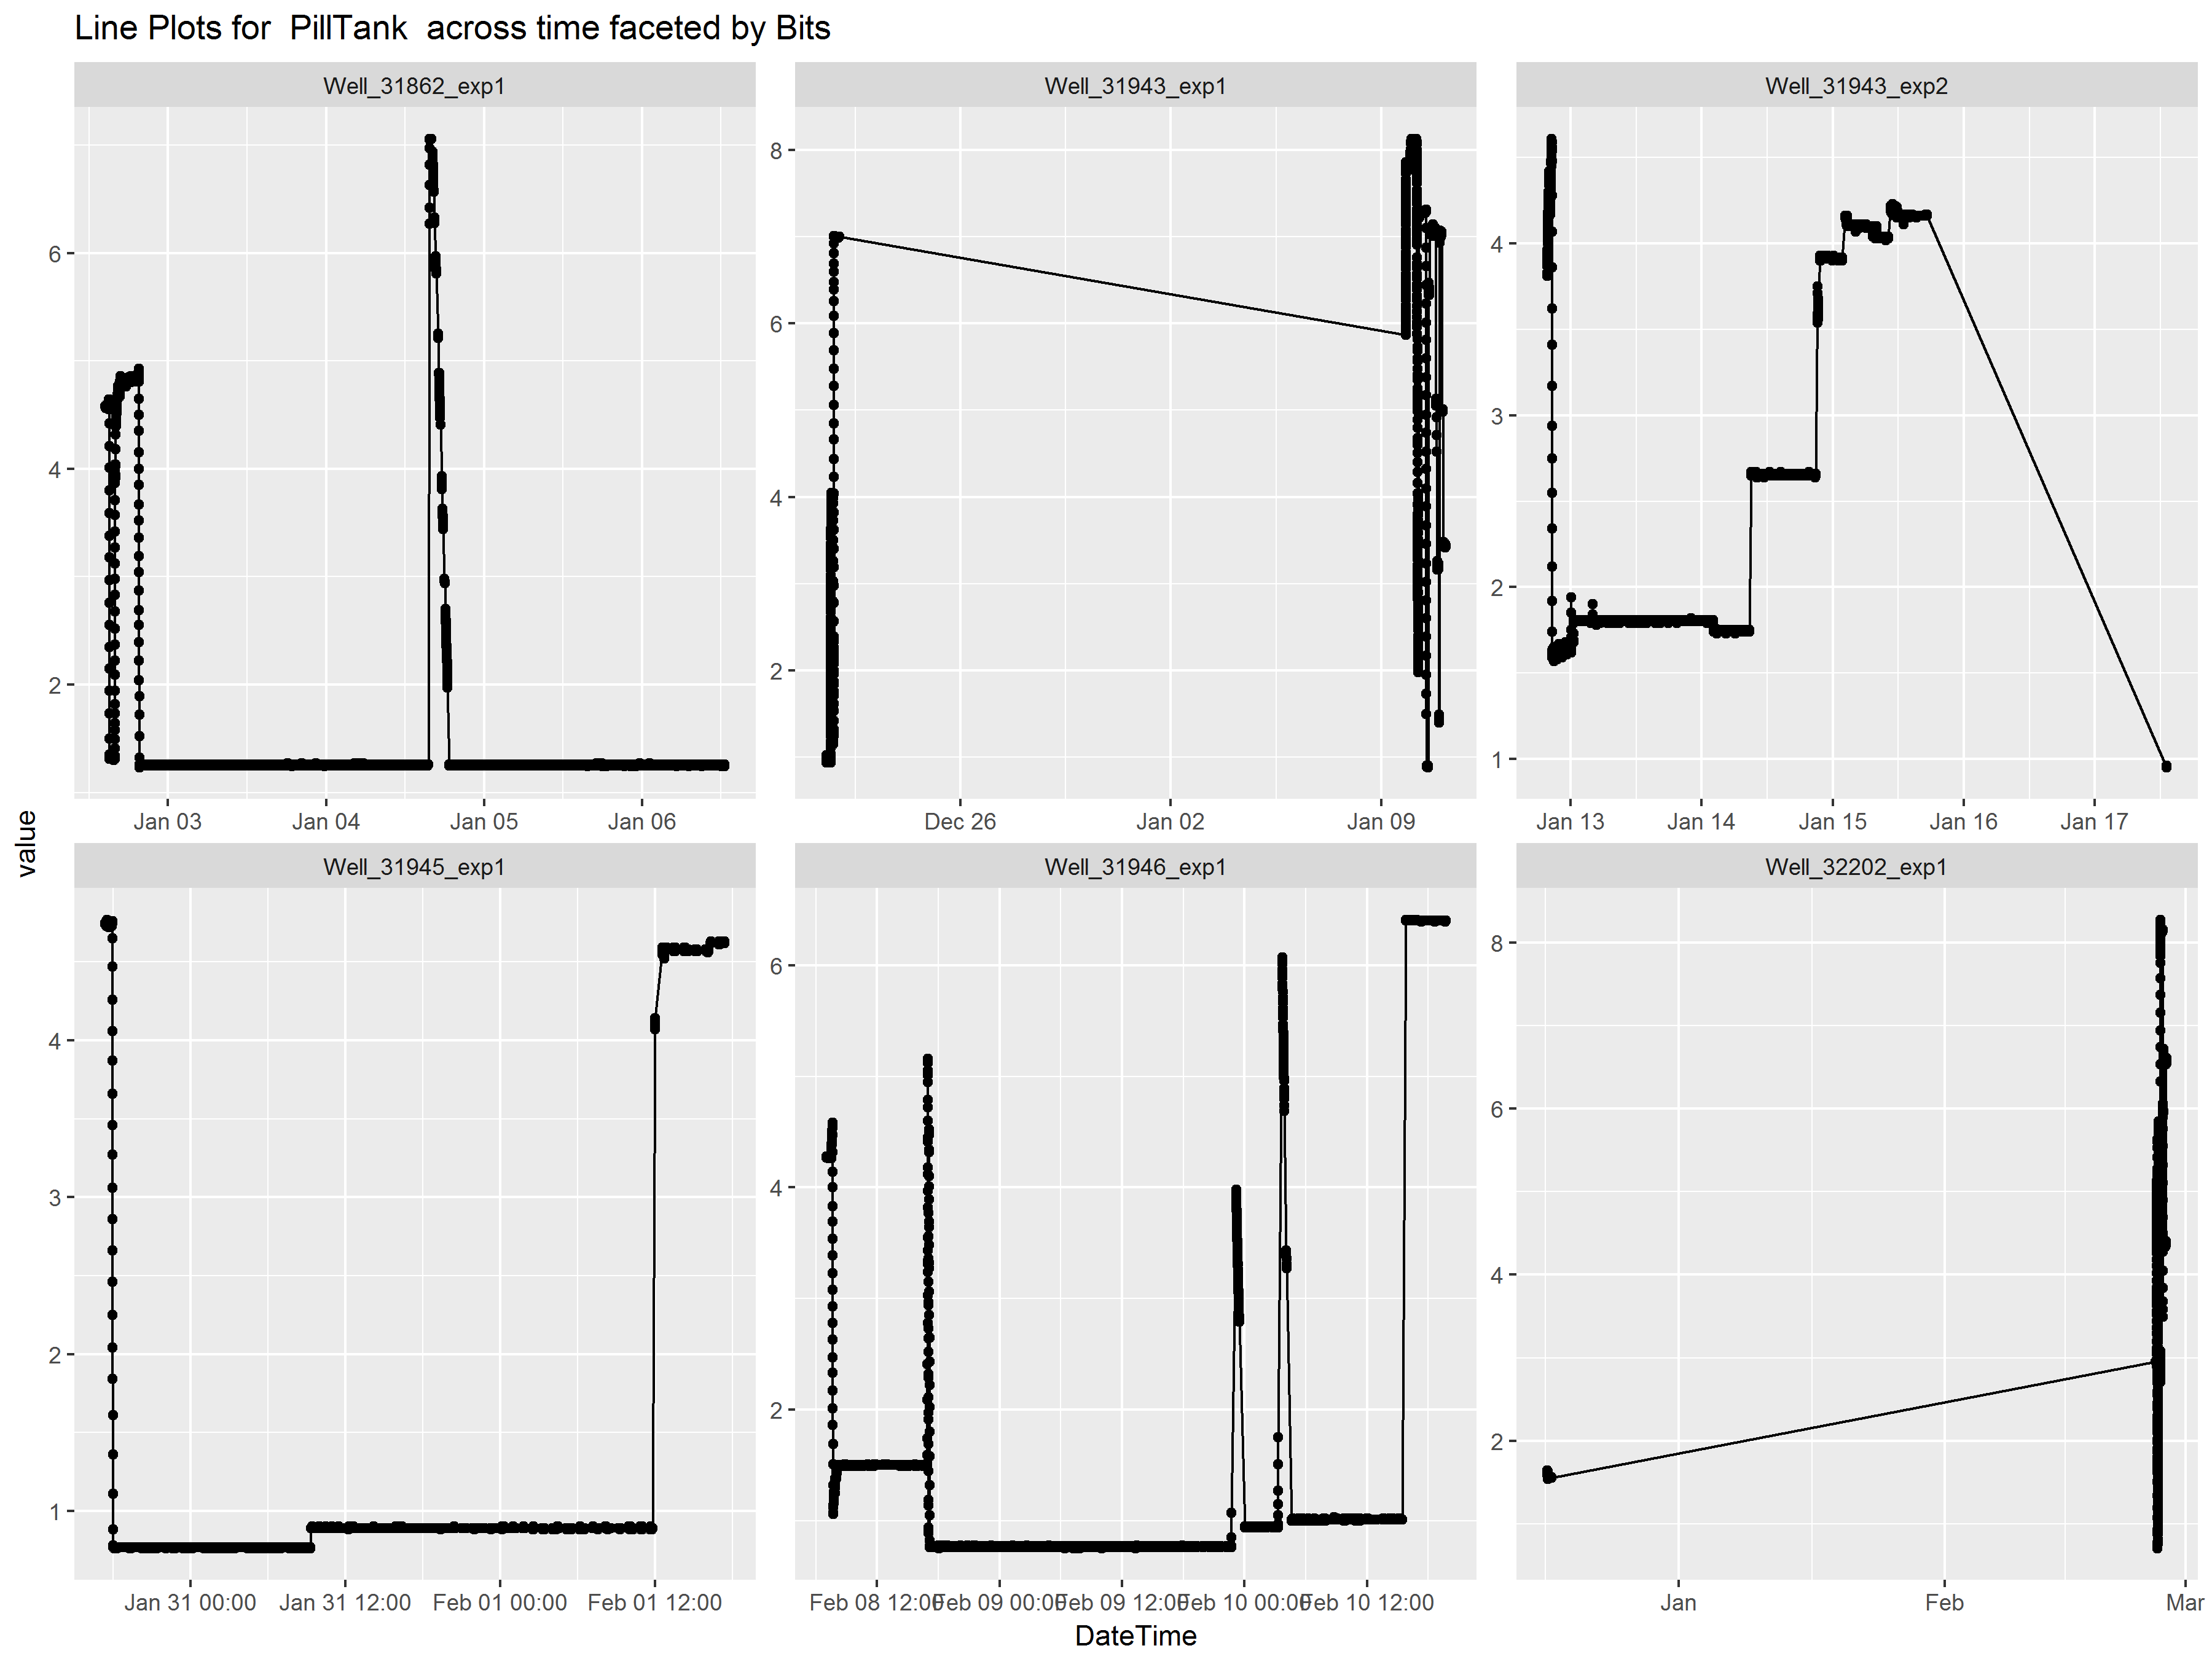 Line Plots for  PillTank  across time faceted by Bits
Well_31862_exp1
Well_31943_exp1
Well_31943_exp2
6
4
2
Jan 03
Jan 04
Jan 05
Jan 06
8
6
4
2
Dec 26
Jan 02
Jan 09
4
3
2
1
Jan 13
Jan 14
Jan 15
Jan 16
Jan 17
value
Well_31945_exp1
Well_31946_exp1
Well_32202_exp1
4
3
2
1
Jan 31 00:00
Jan 31 12:00
Feb 01 00:00
Feb 01 12:00
6
4
2
Feb 08 12:00
Feb 09 00:00
Feb 09 12:00
Feb 10 00:00
Feb 10 12:00
8
6
4
2
Jan
Feb
Mar
DateTime